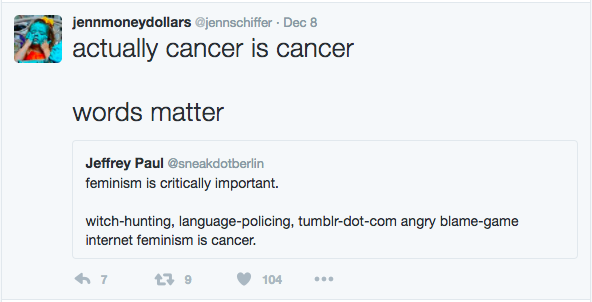 jennmoneydollars @jennschiffer · Dec 8
actually cancer is cancer
words matter
Jeffrey Paul @sneakdotberlin
feminism is critically important.
witch-hunting, language-policing, tumblr-dot-com angry blame-game
internet feminism is cancer.
7 9 104